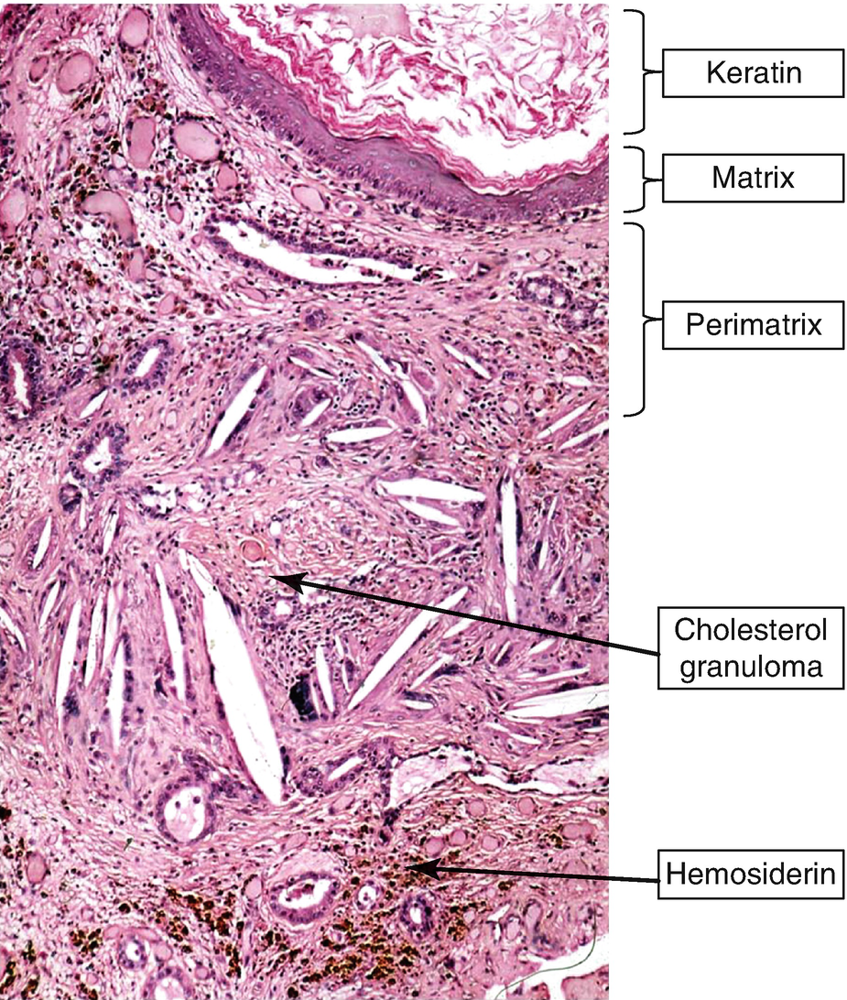 Keratin
Matrix
Perimatrix
Cholesterol
granuloma
Hemosiderin